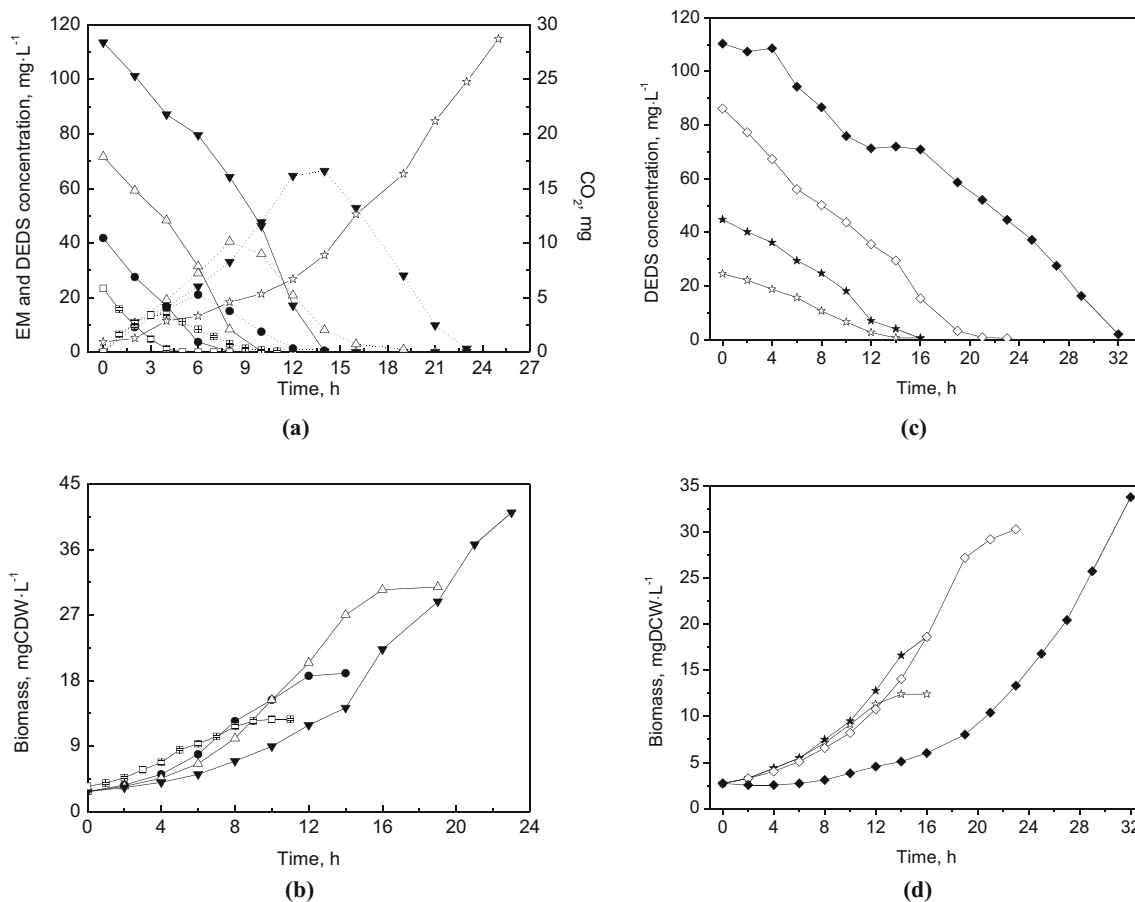 120
100
80
60
40
20
0
EM and DEDS concentration, mg·L⁻¹
30
25
20
15
10
5
0
CO₂, mg
0 3 6 9 12 15 18 21 24 27
Time, h
(a)
120
100
80
60
40
20
0
DEDS concentration, mg·L⁻¹
0 4 8 12 16 20 24 28 32
Time, h
(c)
45
36
27
18
9
0
Biomass, mgCDW·L⁻¹
0 4 8 12 16 20 24
Time, h
(b)
35
30
25
20
15
10
5
0
Biomass, mgDCW·L⁻¹
0 4 8 12 16 20 24 28 32
Time, h
(d)